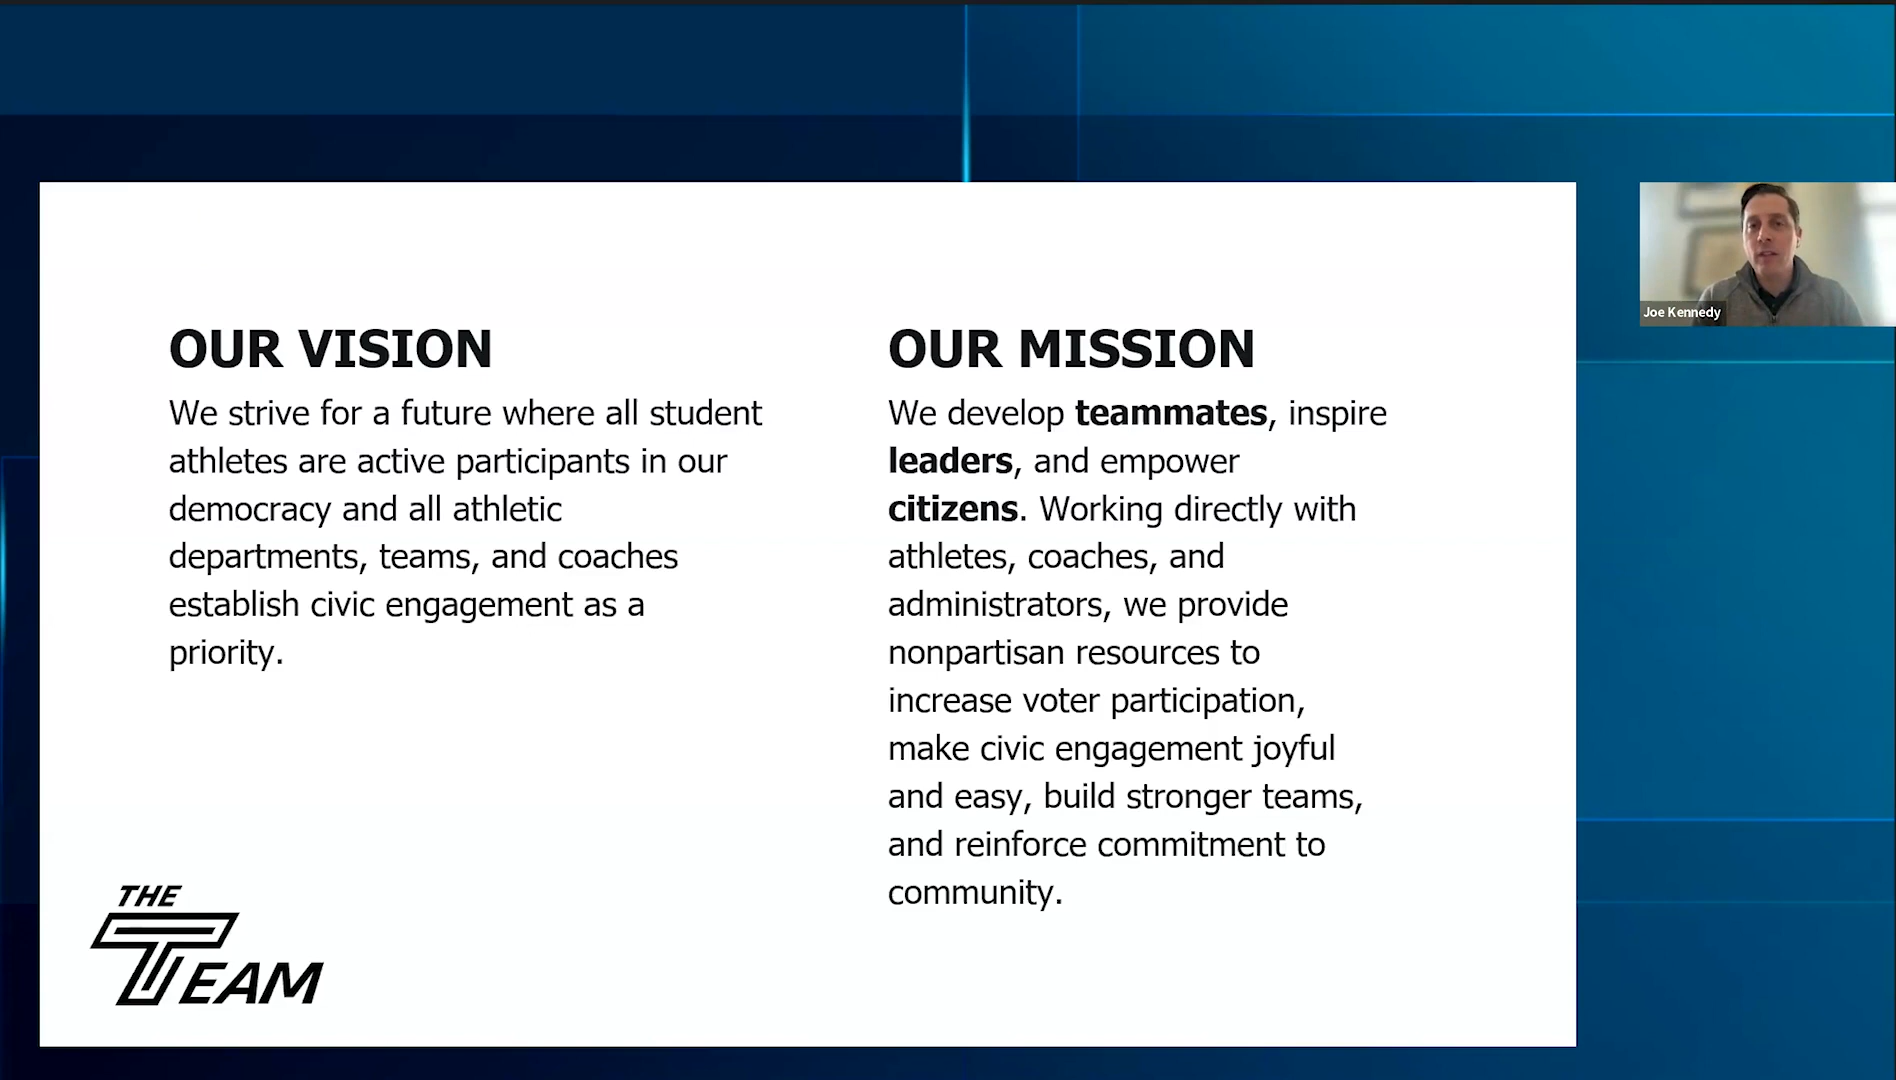 OUR VISION
We strive for a future where all student
athletes are active participants in our
democracy and all athletic
departments, teams, and coaches
establish civic engagement as a
priority.
OUR MISSION
We develop teammates, inspire
leaders, and empower
citizens. Working directly with
athletes, coaches, and
administrators, we provide
nonpartisan resources to
increase voter participation,
make civic engagement joyful
and easy, build stronger teams,
and reinforce commitment to
community.
THE
TEAM
Joe Kennedy